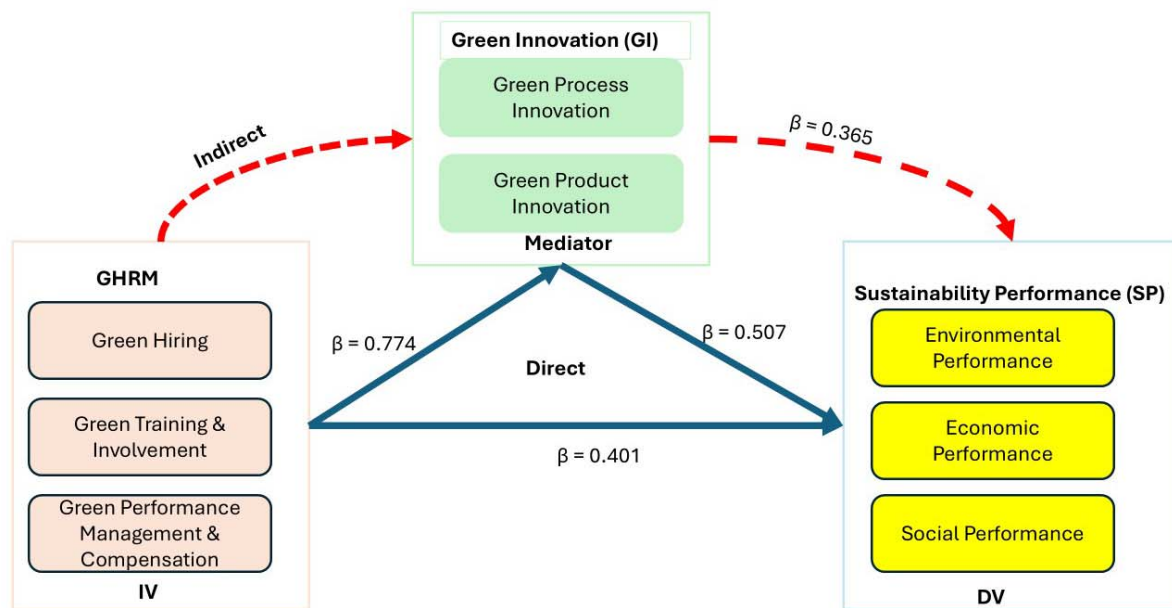 Green Innovation (GI)
Green Process
Innovation
Green Product
Innovation
Mediator
Indirect
β = 0.365
GHRM
Green Hiring
Green Training &
Involvement
Green Performance
Management &
Compensation
IV
β = 0.774
Direct
β = 0.507
β = 0.401
Sustainability Performance (SP)
Environmental
Performance
Economic
Performance
Social Performance
DV